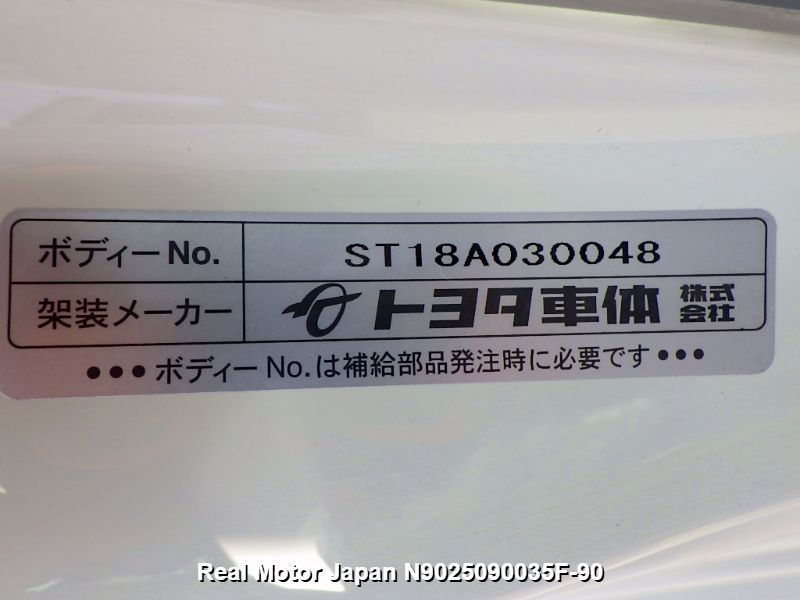 ボディーNo. ST18A030048
架装メーカー トヨタ車体 株式会社
•••ボディーNo.は補給部品発注時に必要です•••
Real Motor Japan N9025090035F-90